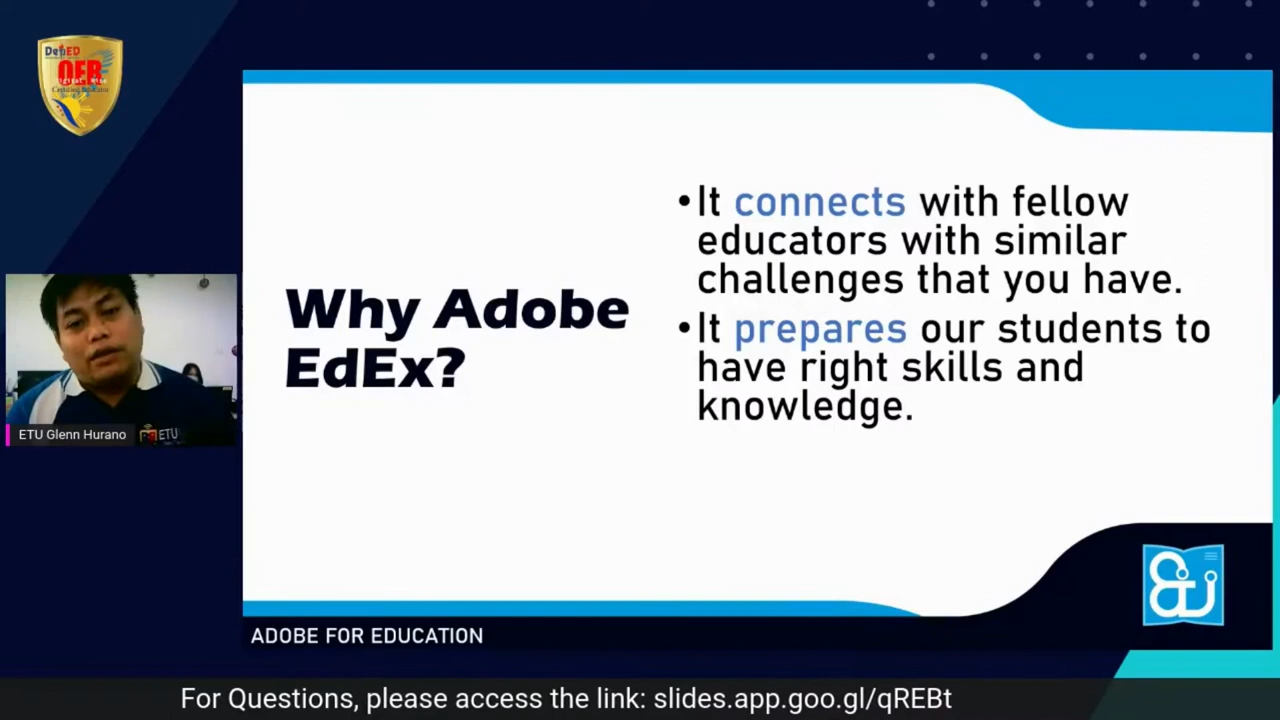 DepED
OER
Why Adobe
EdEx?
•It connects with fellow
educators with similar
challenges that you have.
•It prepares our students to
have right skills and
knowledge.
ETU Glenn Hurano
ETU
ADOBE FOR EDUCATION
For Questions, please access the link: slides.app.goo.gl/qREBt